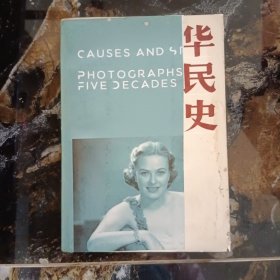 CAUSES AND
PHOTOGRAPHS
FIVE DECADES
华民史